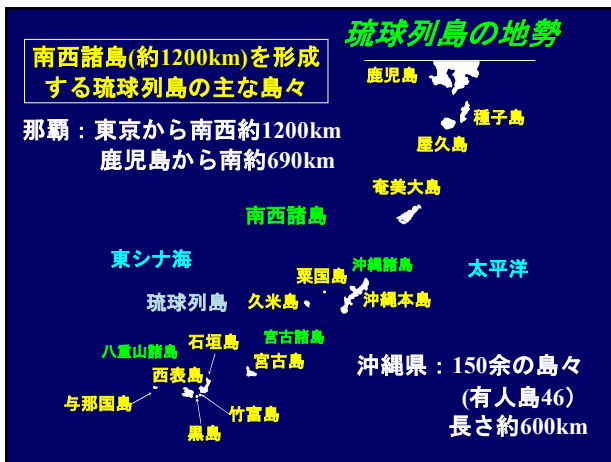 琉球列島の地勢
南西諸島(約1200km)を形成
する琉球列島の主な島々
那覇：東京から南西約1200km
鹿児島から南約690km
鹿児島
種子島
屋久島
奄美大島
南西諸島
東シナ海
太平洋
沖縄諸島
粟国島
琉球列島
久米島
沖縄本島
宮古諸島
石垣島
八重山諸島
宮古島
西表島
与那国島
竹富島
黒島
沖縄県：150余の島々
(有人島46）
長さ約600km